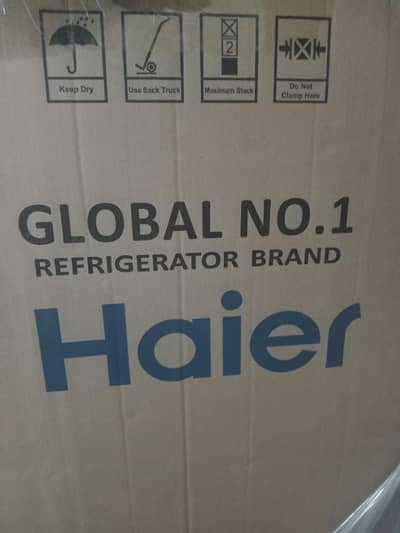 Keep Dry
Use Sack Truck
2
Maximum Stack
Do Not
Clamp Here
GLOBAL NO.1
REFRIGERATOR BRAND
Haier